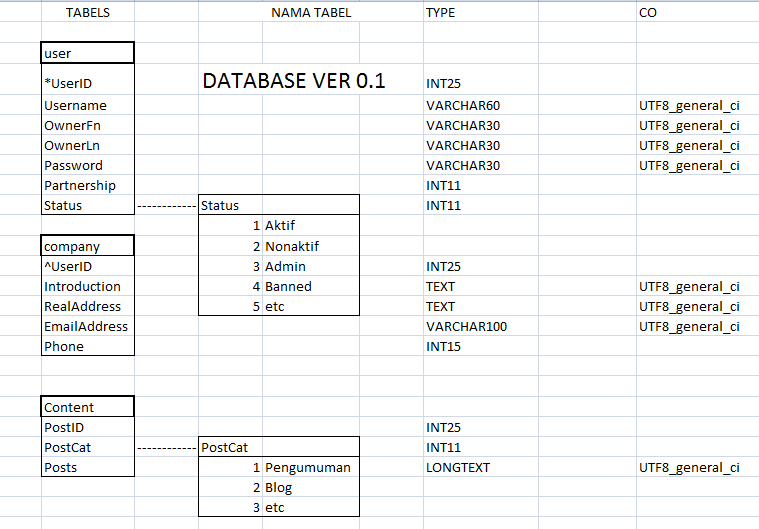 TABELS NAMA TABEL TYPE CO
user
*UserID DATABASE VER 0.1 INT25
Username VARCHAR60 UTF8_general_ci
OwnerFn VARCHAR30 UTF8_general_ci
OwnerLn VARCHAR30 UTF8_general_ci
Password VARCHAR30 UTF8_general_ci
Partnership INT11
Status ------------ Status INT11
1 Aktif
company 2 Nonaktif
^UserID 3 Admin INT25
Introduction 4 Banned TEXT UTF8_general_ci
RealAddress 5 etc TEXT UTF8_general_ci
EmailAddress VARCHAR100 UTF8_general_ci
Phone INT15
Content
PostID INT25
PostCat ------------ PostCat INT11
Posts 1 Pengumuman LONGTEXT UTF8_general_ci
2 Blog
3 etc